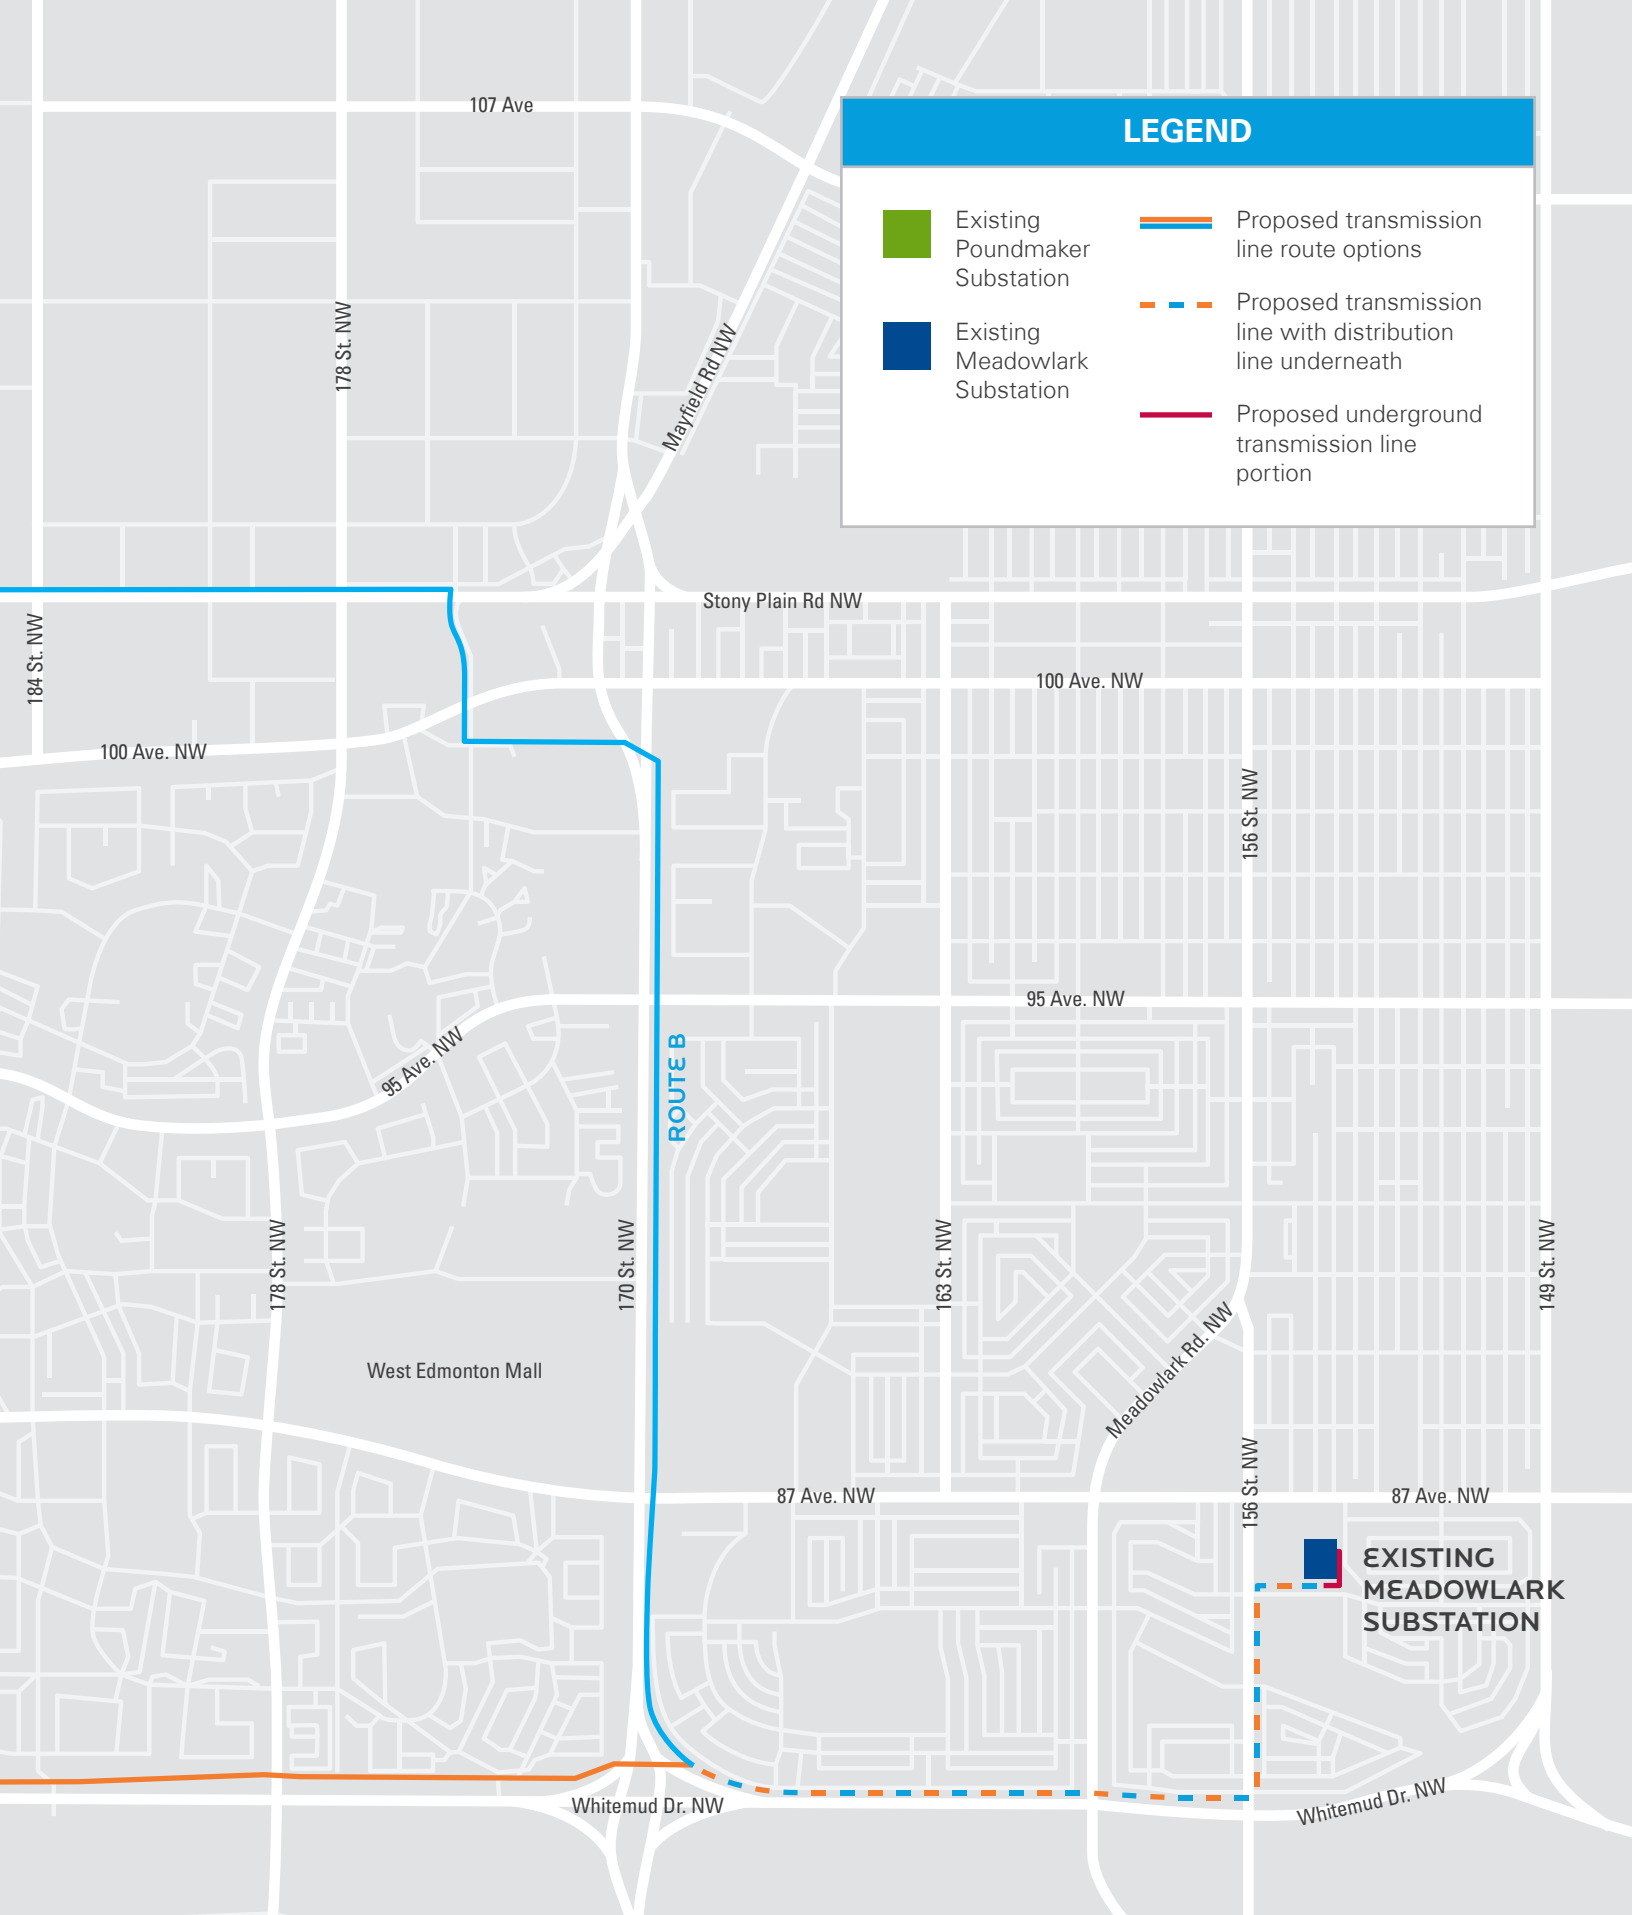 107 Ave
LEGEND
Existing
Poundmaker
Substation
Existing
Meadowlark
Substation
Proposed transmission
line route options
Proposed transmission
line with distribution
line underneath
Proposed underground
transmission line
portion
178 St. NW
Mayfield Rd NW
Stony Plain Rd NW
184 St. NW
100 Ave. NW
100 Ave. NW
156 St. NW
95 Ave. NW
95 Ave. NW
ROUTE B
178 St. NW
170 St. NW
163 St. NW
149 St. NW
Meadowlark Rd. NW
West Edmonton Mall
156 St. NW
87 Ave. NW
87 Ave. NW
EXISTING
MEADOWLARK
SUBSTATION
Whitemud Dr. NW
Whitemud Dr. NW